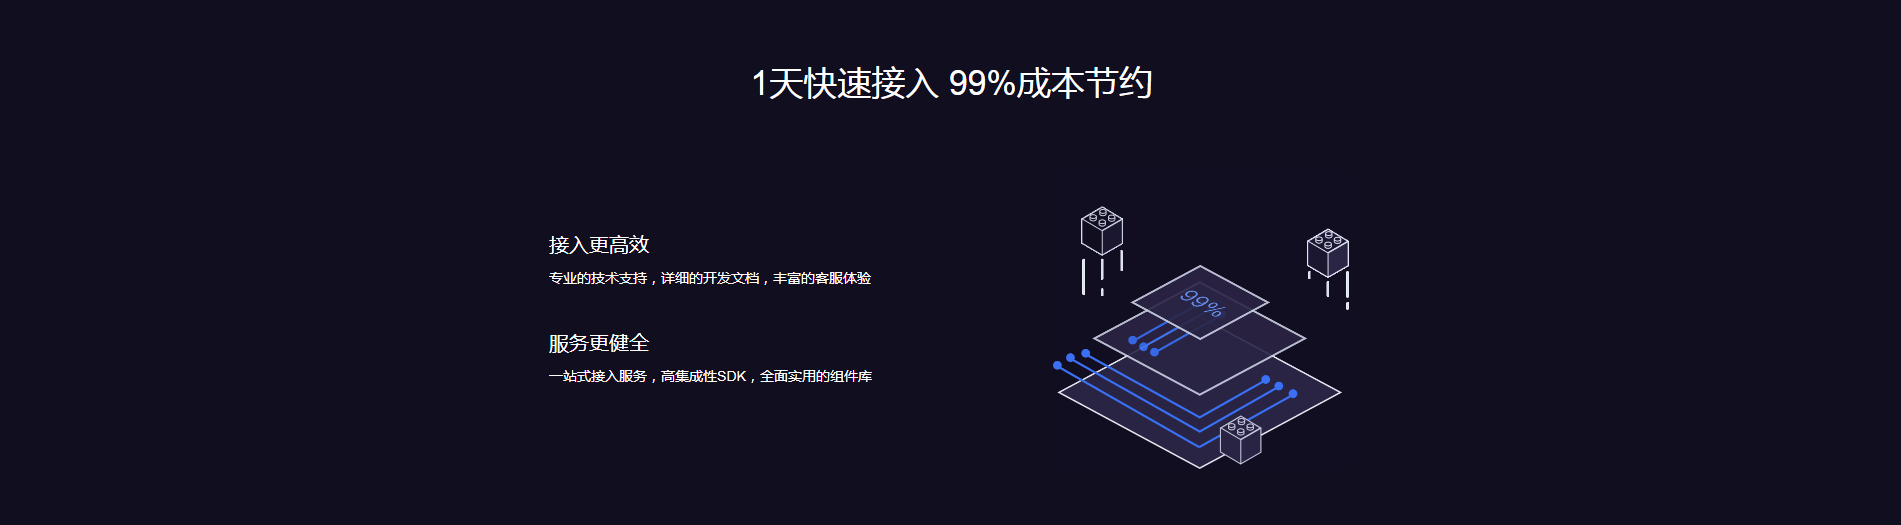 1天快速接入 99%成本节约
接入更高效
专业的技术支持，详细的开发文档，丰富的客服体验
99%
服务更健全
一站式接入服务，高集成性SDK，全面实用的组件库